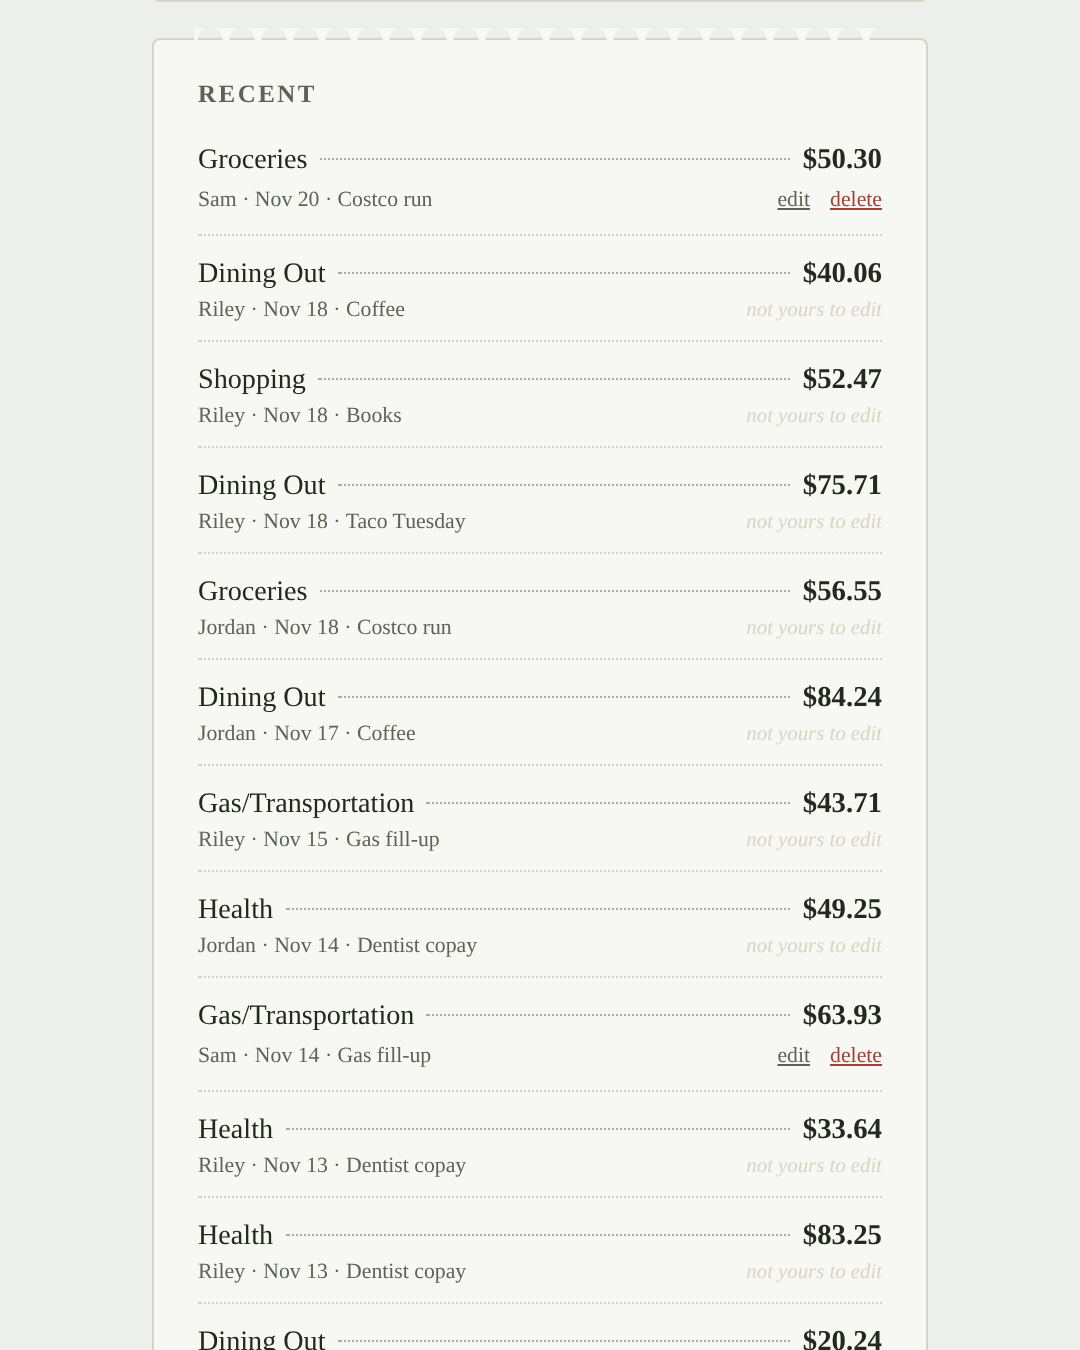 RECENT
Groceries $50.30
Sam · Nov 20 · Costco run edit delete
Dining Out $40.06
Riley · Nov 18 · Coffee not yours to edit
Shopping $52.47
Riley · Nov 18 · Books not yours to edit
Dining Out $75.71
Riley · Nov 18 · Taco Tuesday not yours to edit
Groceries $56.55
Jordan · Nov 18 · Costco run not yours to edit
Dining Out $84.24
Jordan · Nov 17 · Coffee not yours to edit
Gas/Transportation $43.71
Riley · Nov 15 · Gas fill-up not yours to edit
Health $49.25
Jordan · Nov 14 · Dentist copay not yours to edit
Gas/Transportation $63.93
Sam · Nov 14 · Gas fill-up edit delete
Health $33.64
Riley · Nov 13 · Dentist copay not yours to edit
Health $83.25
Riley · Nov 13 · Dentist copay not yours to edit
Dining Out $20.24